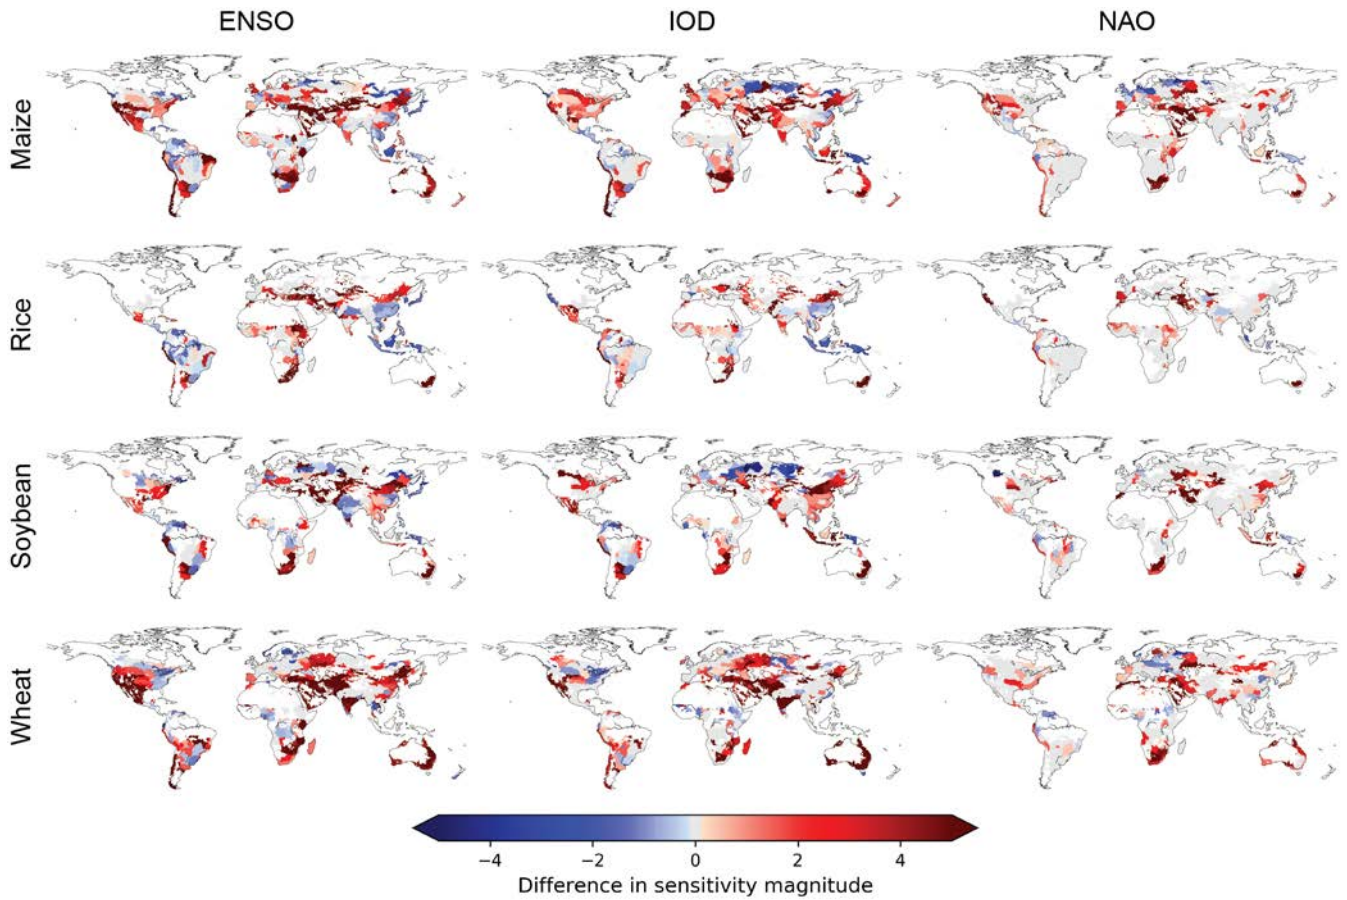 ENSO IOD NAO
Maize
Rice
Soybean
Wheat
−4 −2 0 2 4
Difference in sensitivity magnitude